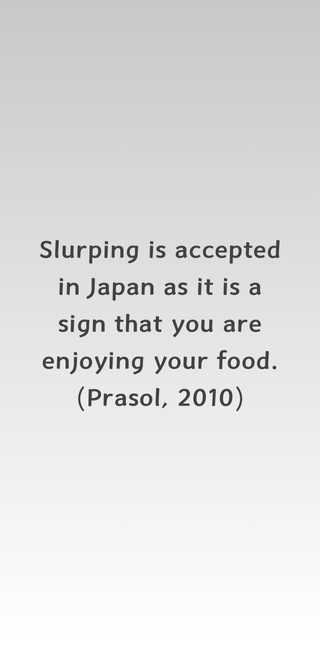 Slurping is accepted
in Japan as it is a
sign that you are
enjoying your food.
(Prasol, 2010)